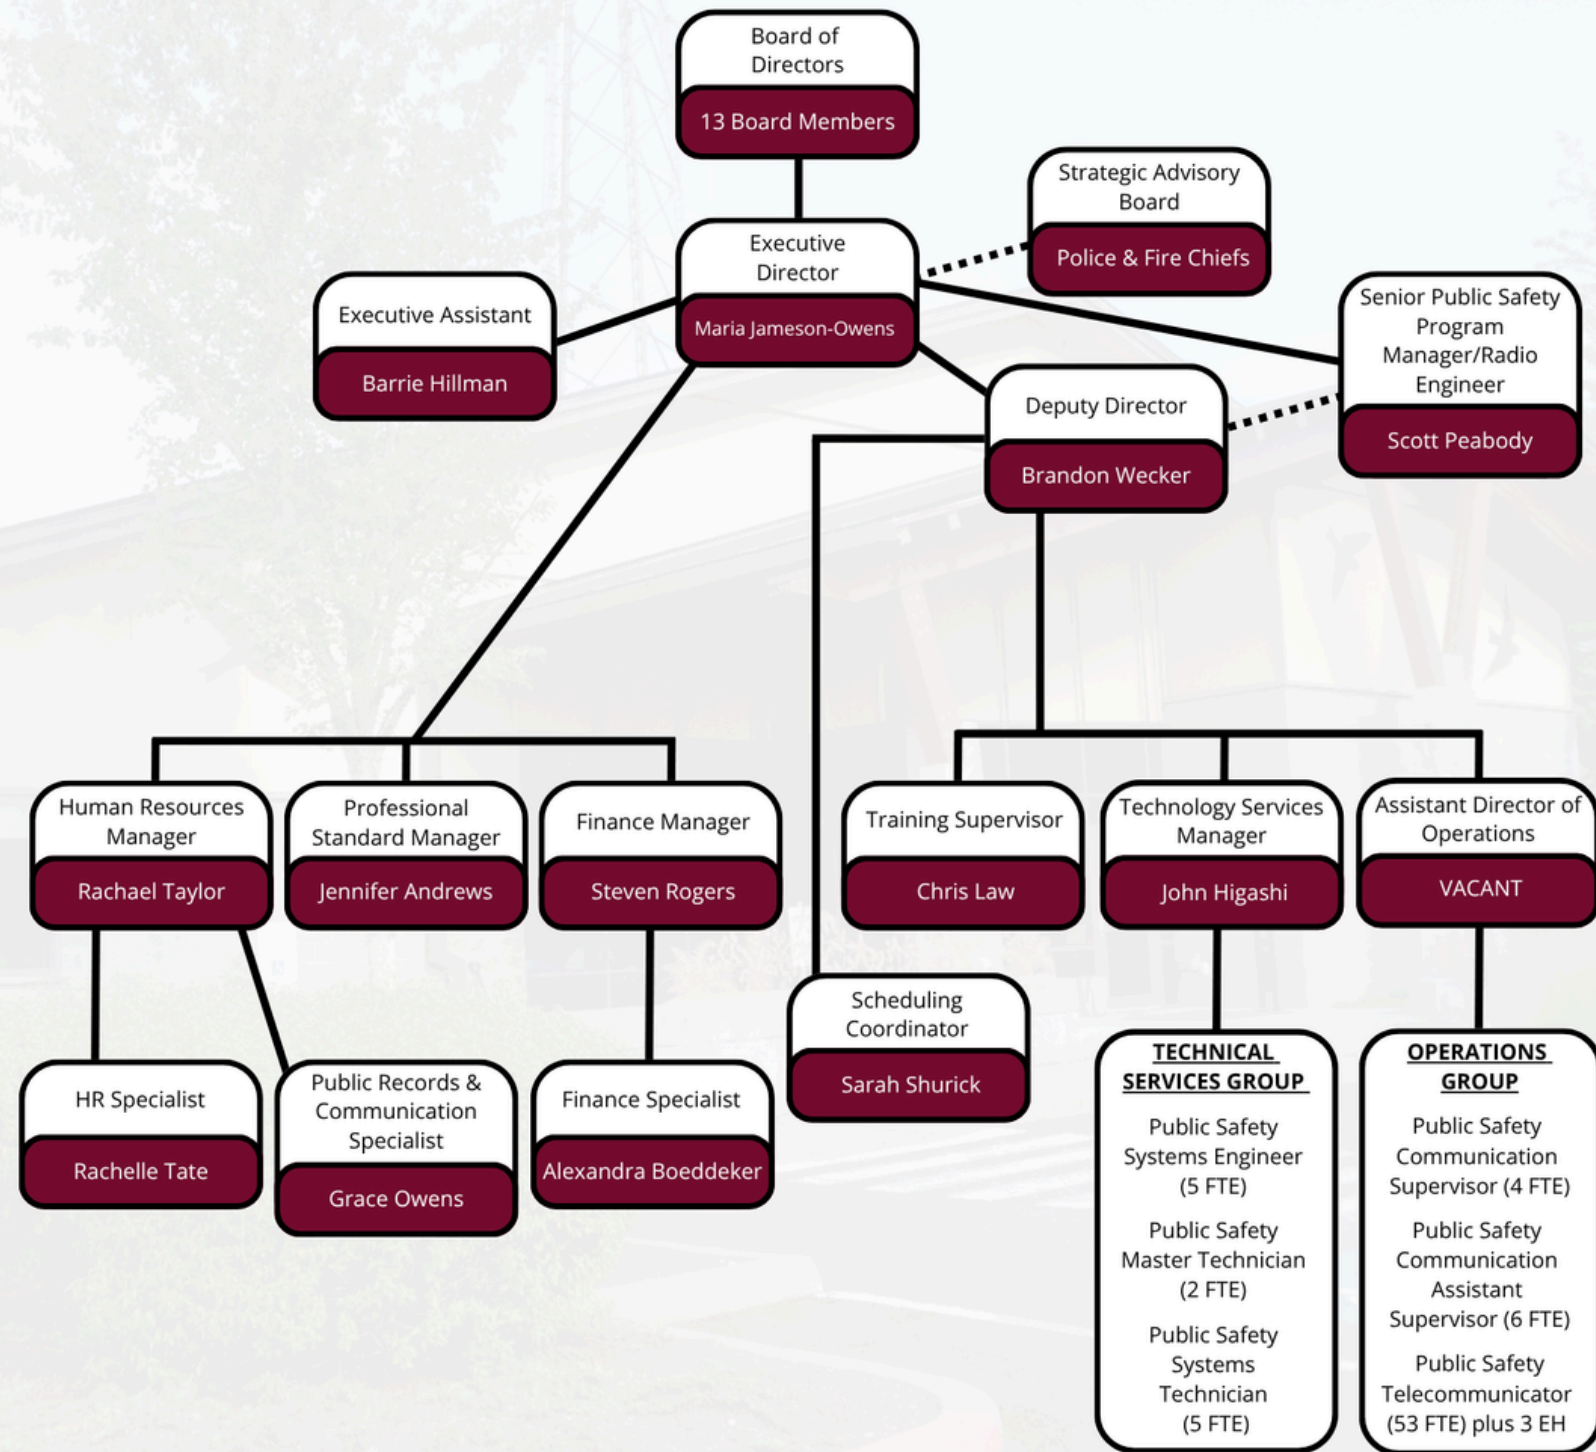 Board of
Directors
13 Board Members
Strategic Advisory
Board
Police & Fire Chiefs
Executive
Director
Maria Jameson-Owens
Executive Assistant
Barrie Hillman
Senior Public Safety
Program
Manager/Radio
Engineer
Scott Peabody
Deputy Director
Brandon Wecker
Human Resources
Manager
Rachael Taylor
Professional
Standard Manager
Jennifer Andrews
Finance Manager
Steven Rogers
Training Supervisor
Chris Law
Technology Services
Manager
John Higashi
Assistant Director of
Operations
VACANT
Scheduling
Coordinator
Sarah Shurick
HR Specialist
Rachelle Tate
Public Records &
Communication
Specialist
Grace Owens
Finance Specialist
Alexandra Boeddeker
TECHNICAL
SERVICES GROUP
Public Safety
Systems Engineer
(5 FTE)
Public Safety
Master Technician
(2 FTE)
Public Safety
Systems
Technician
(5 FTE)
OPERATIONS
GROUP
Public Safety
Communication
Supervisor (4 FTE)
Public Safety
Communication
Assistant
Supervisor (6 FTE)
Public Safety
Telecommunicator
(53 FTE) plus 3 EH